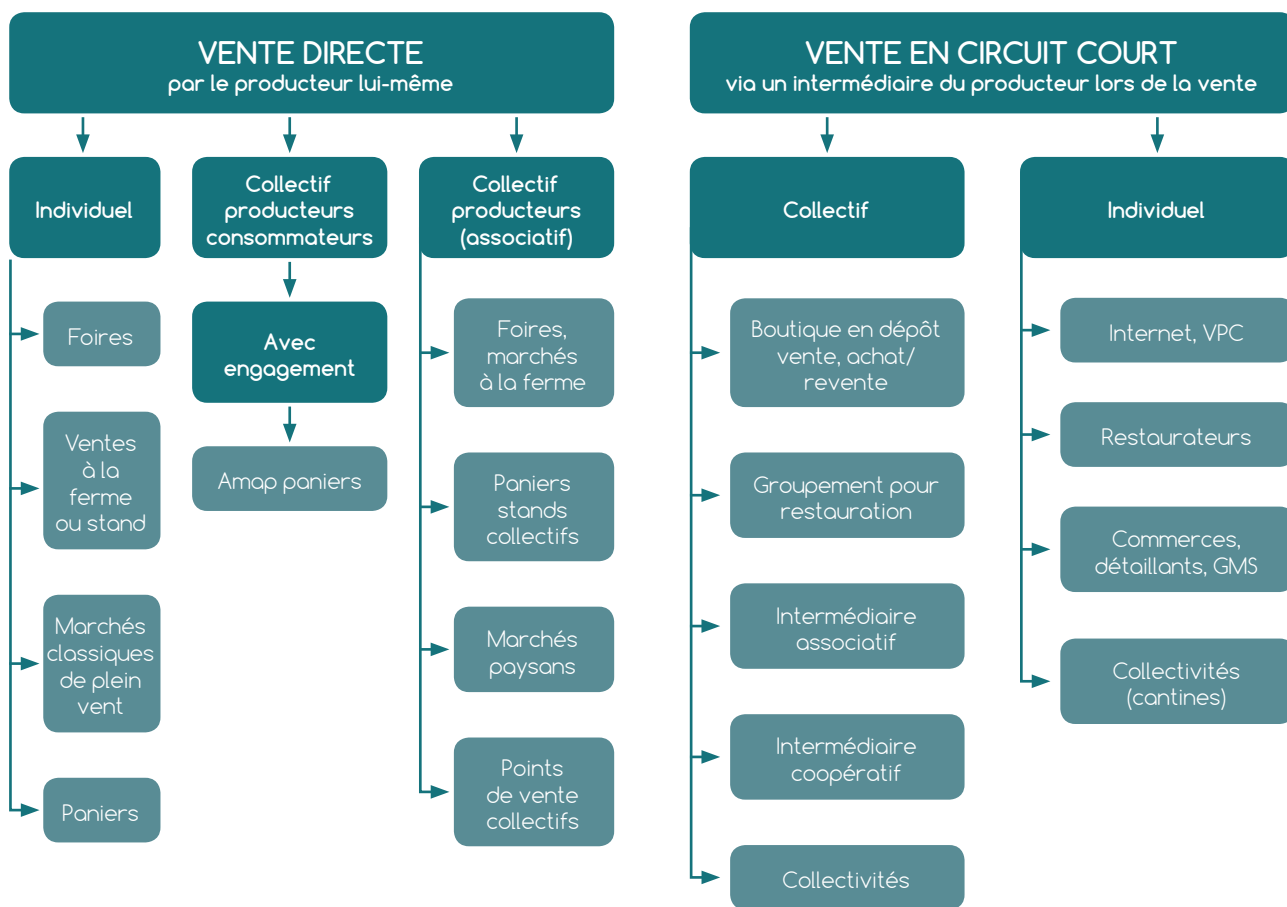 VENTE DIRECTE
par le producteur lui-même
Individuel
Foires
Ventes
à la
ferme
ou stand
Marchés
classiques
de plein
vent
Paniers
Collectif
producteurs
consommateurs
Avec
engagement
Amap paniers
Collectif
producteurs
(associatif)
Foires,
marchés
à la ferme
Paniers
stands
collectifs
Marchés
paysans
Points
de vente
collectifs
VENTE EN CIRCUIT COURT
via un intermédiaire du producteur lors de la vente
Collectif
Boutique en dépôt
vente, achat/
revente
Groupement pour
restauration
Intermédiaire
associatif
Intermédiaire
coopératif
Collectivités
Individuel
Internet, VPC
Restaurateurs
Commerces,
détaillants, GMS
Collectivités
(cantines)